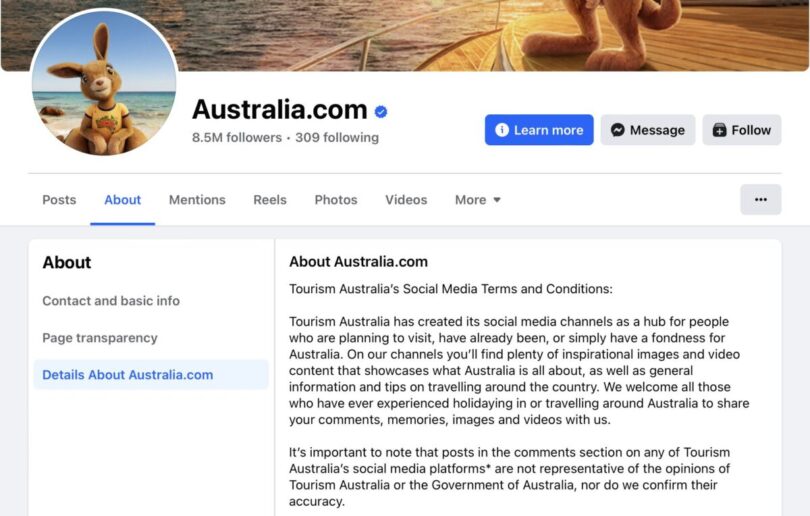 Australia.com
8.5M followers • 309 following
Learn more
Message
Follow
Posts
About
Mentions
Reels
Photos
Videos
More
About
Contact and basic info
Page transparency
Details About Australia.com
About Australia.com
Tourism Australia’s Social Media Terms and Conditions:
Tourism Australia has created its social media channels as a hub for people
who are planning to visit, have already been, or simply have a fondness for
Australia. On our channels you’ll find plenty of inspirational images and video
content that showcases what Australia is all about, as well as general
information and tips on travelling around the country. We welcome all those
who have ever experienced holidaying in or travelling around Australia to share
your comments, memories, images and videos with us.
It’s important to note that posts in the comments section on any of Tourism
Australia’s social media platforms* are not representative of the opinions of
Tourism Australia or the Government of Australia, nor do we confirm their
accuracy.